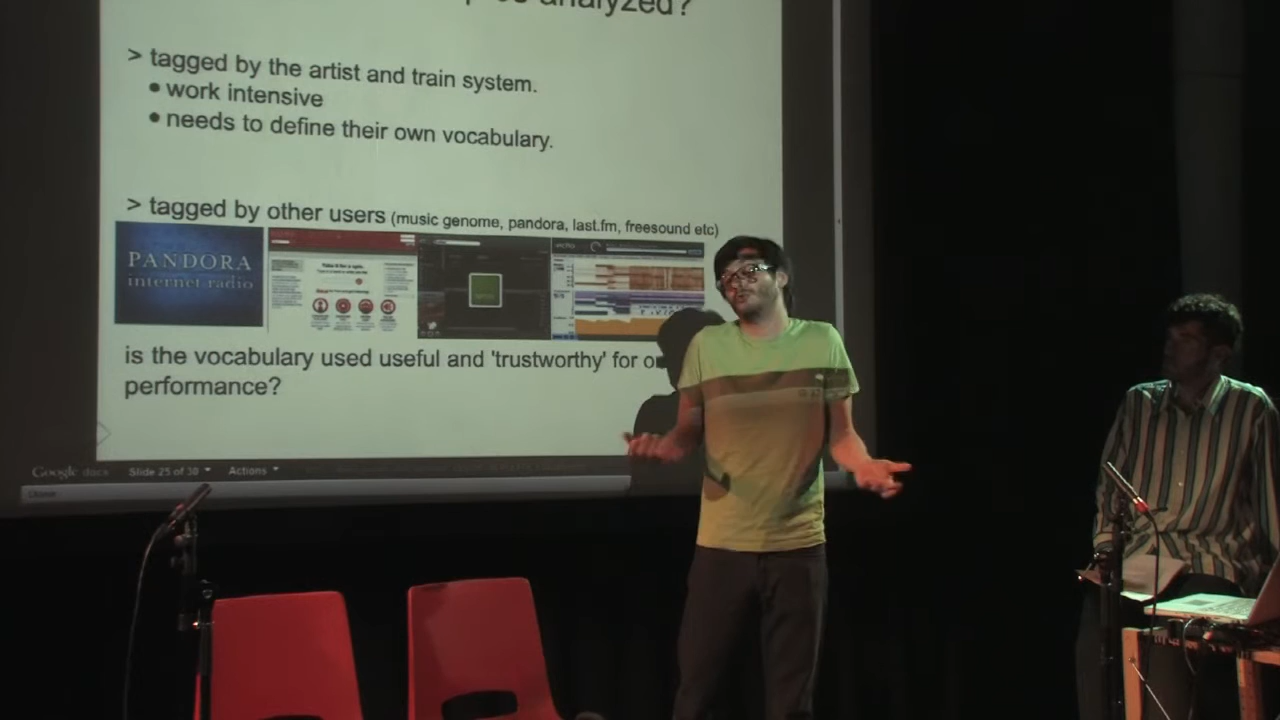 analyzed?
> tagged by the artist and train system.
• work intensive
• needs to define their own vocabulary.
> tagged by other users (music genome, pandora, last.fm, freesound etc)
PANDORA
internet radio
is the vocabulary used useful and 'trustworthy' for
performance?
Google docs Slide 25 of 30 Actions